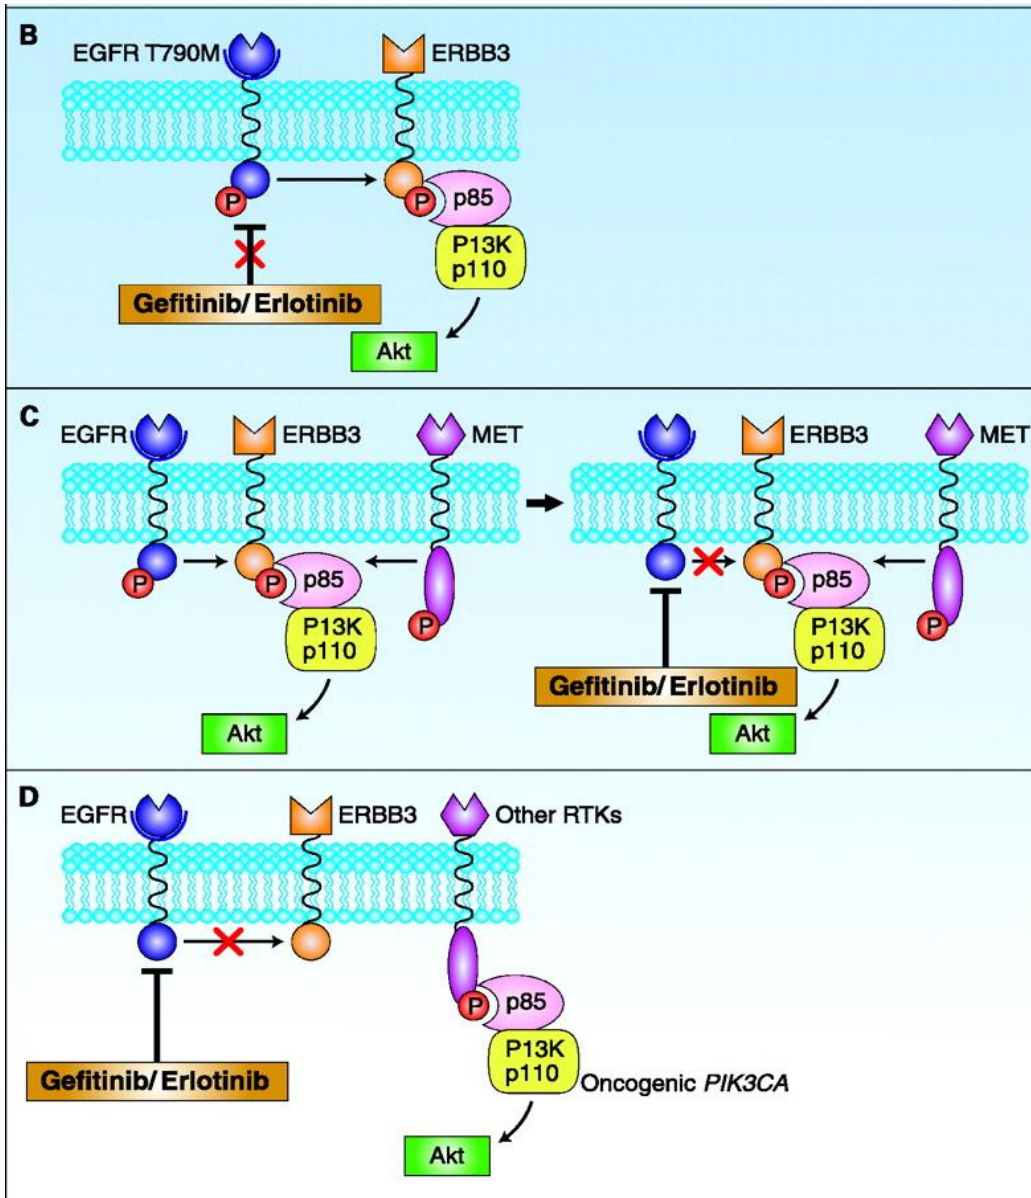 B
EGFR T790M
ERBB3
P
P
p85
P13K
p110
Gefitinib/ Erlotinib
Akt
C
EGFR
ERBB3
MET
P
P
p85
P
P13K
p110
Akt
ERBB3
MET
P
p85
P
P13K
p110
Gefitinib/ Erlotinib
Akt
D
EGFR
ERBB3
Other RTKs
P
p85
P13K
p110
Oncogenic PIK3CA
Gefitinib/ Erlotinib
Akt